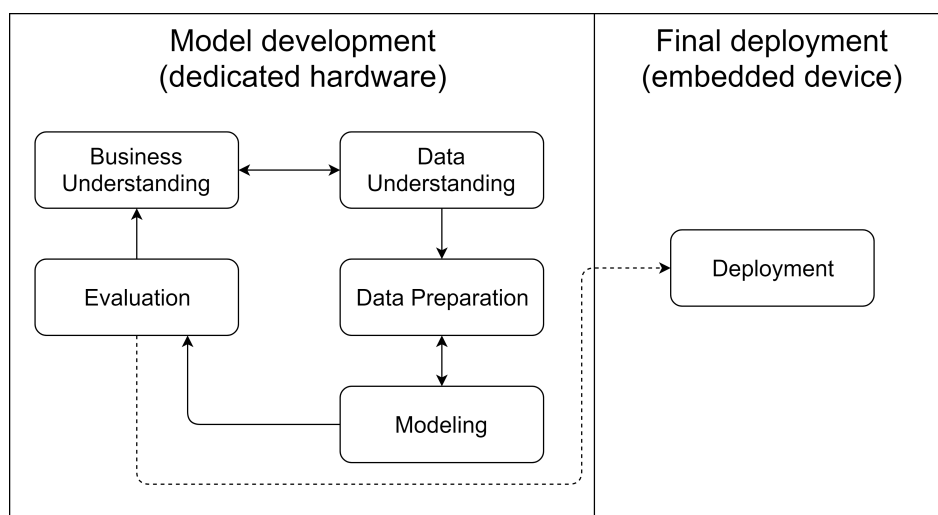 Model development
(dedicated hardware)
Final deployment
(embedded device)
Business
Understanding
Data
Understanding
Evaluation
Data Preparation
Deployment
Modeling